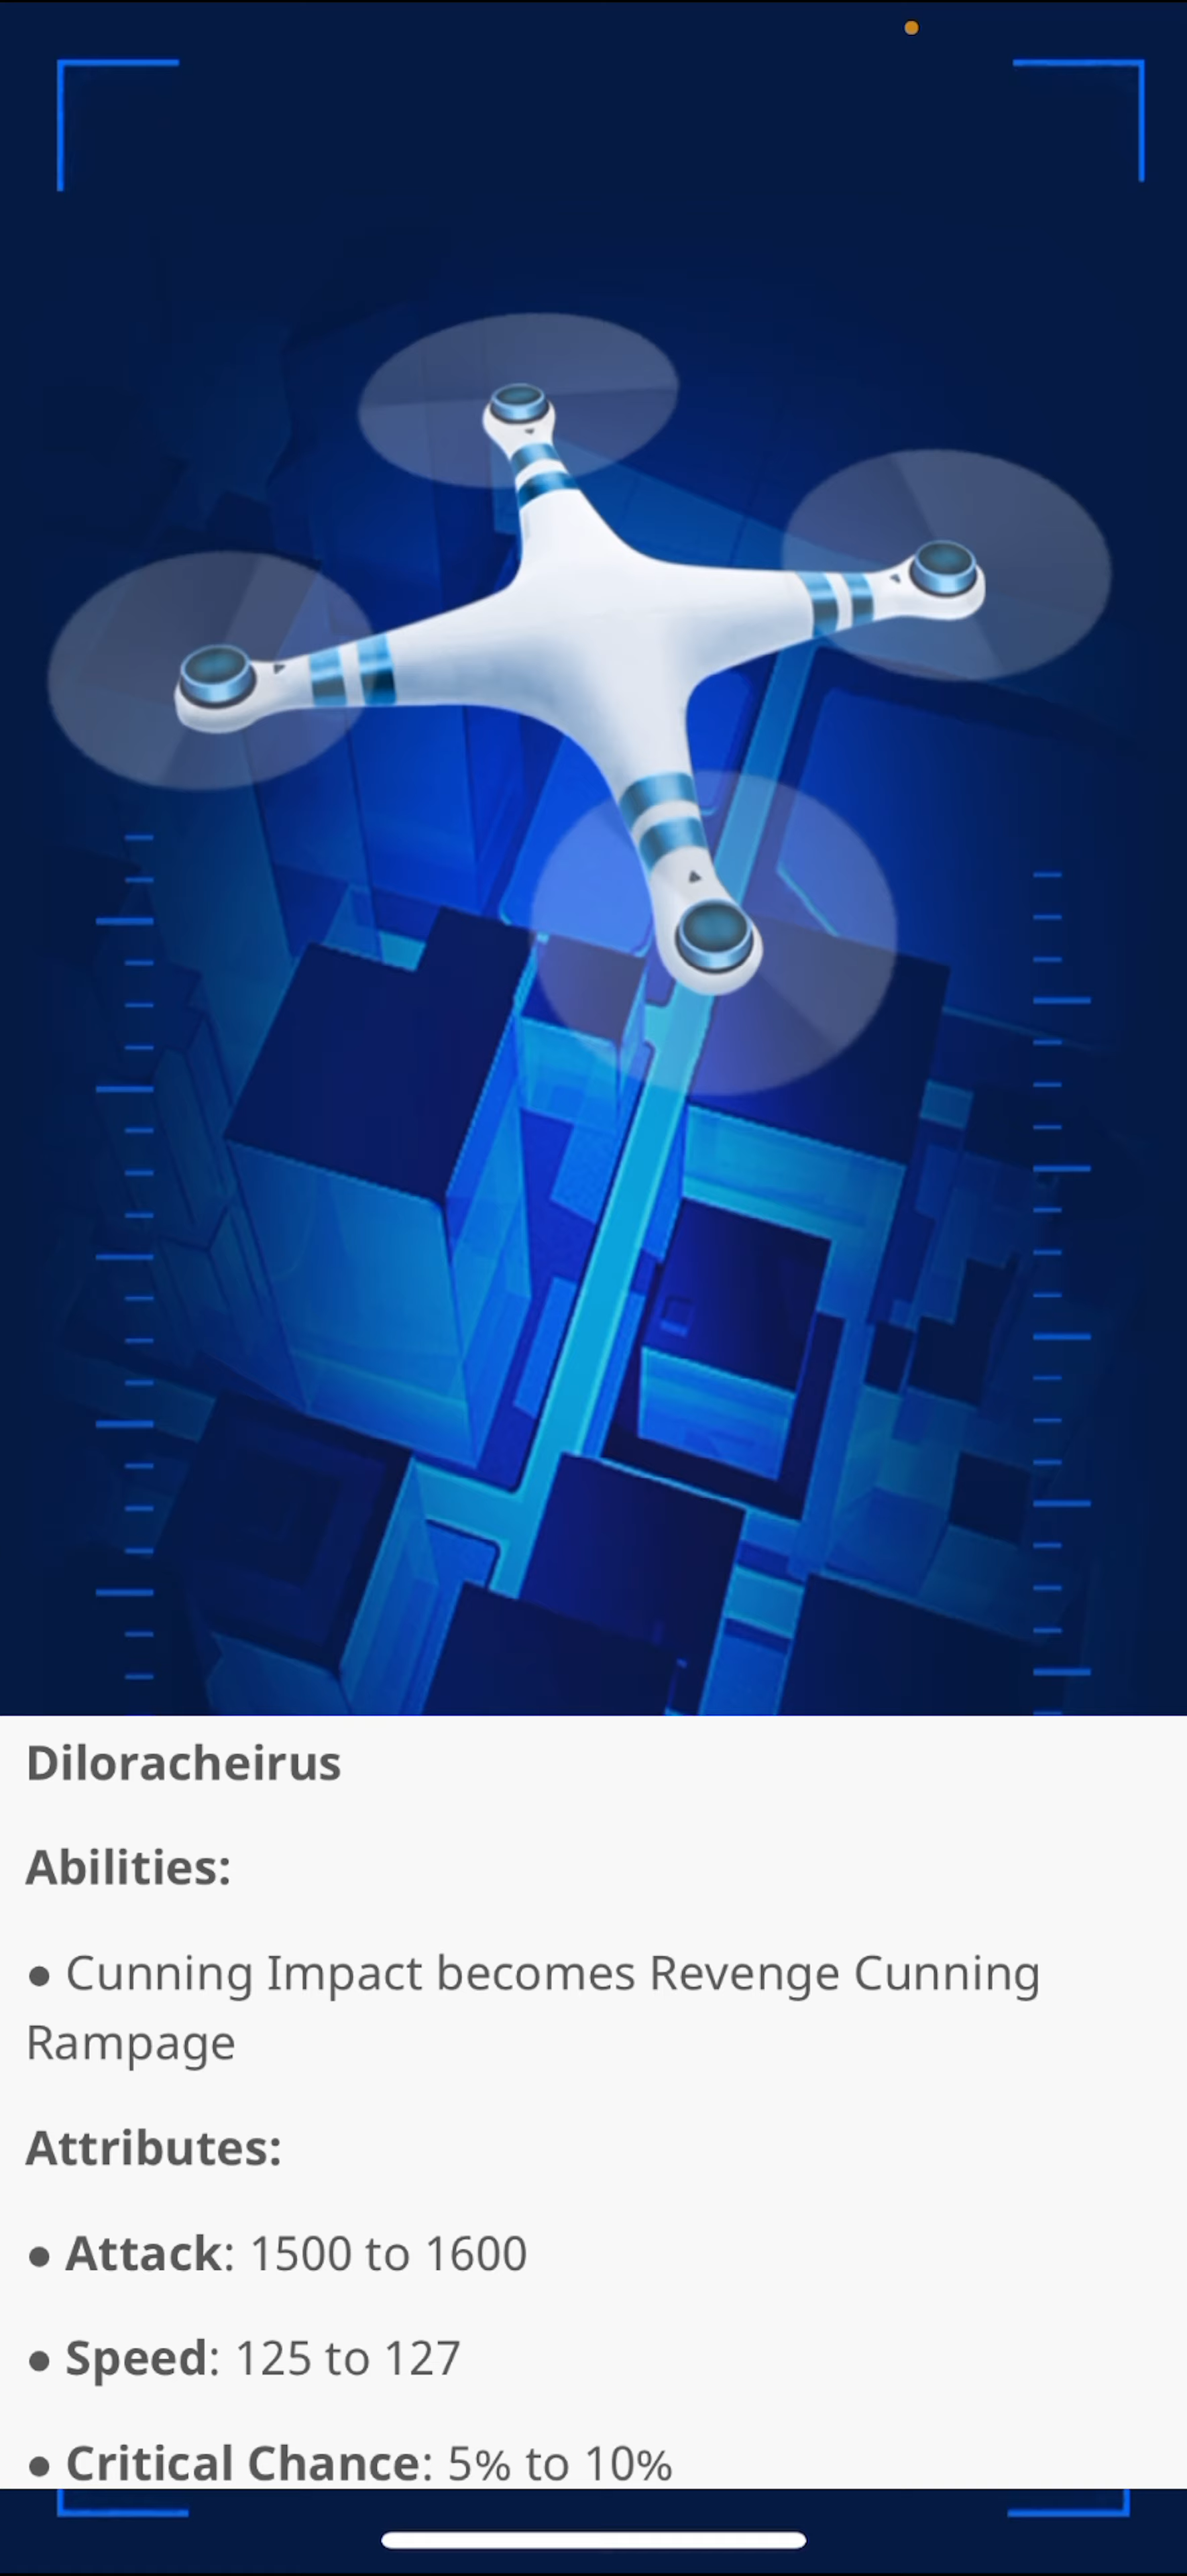 Diloracheirus
Abilities:
● Cunning Impact becomes Revenge Cunning
Rampage
Attributes:
● Attack: 1500 to 1600
● Speed: 125 to 127
● Critical Chance: 5% to 10%